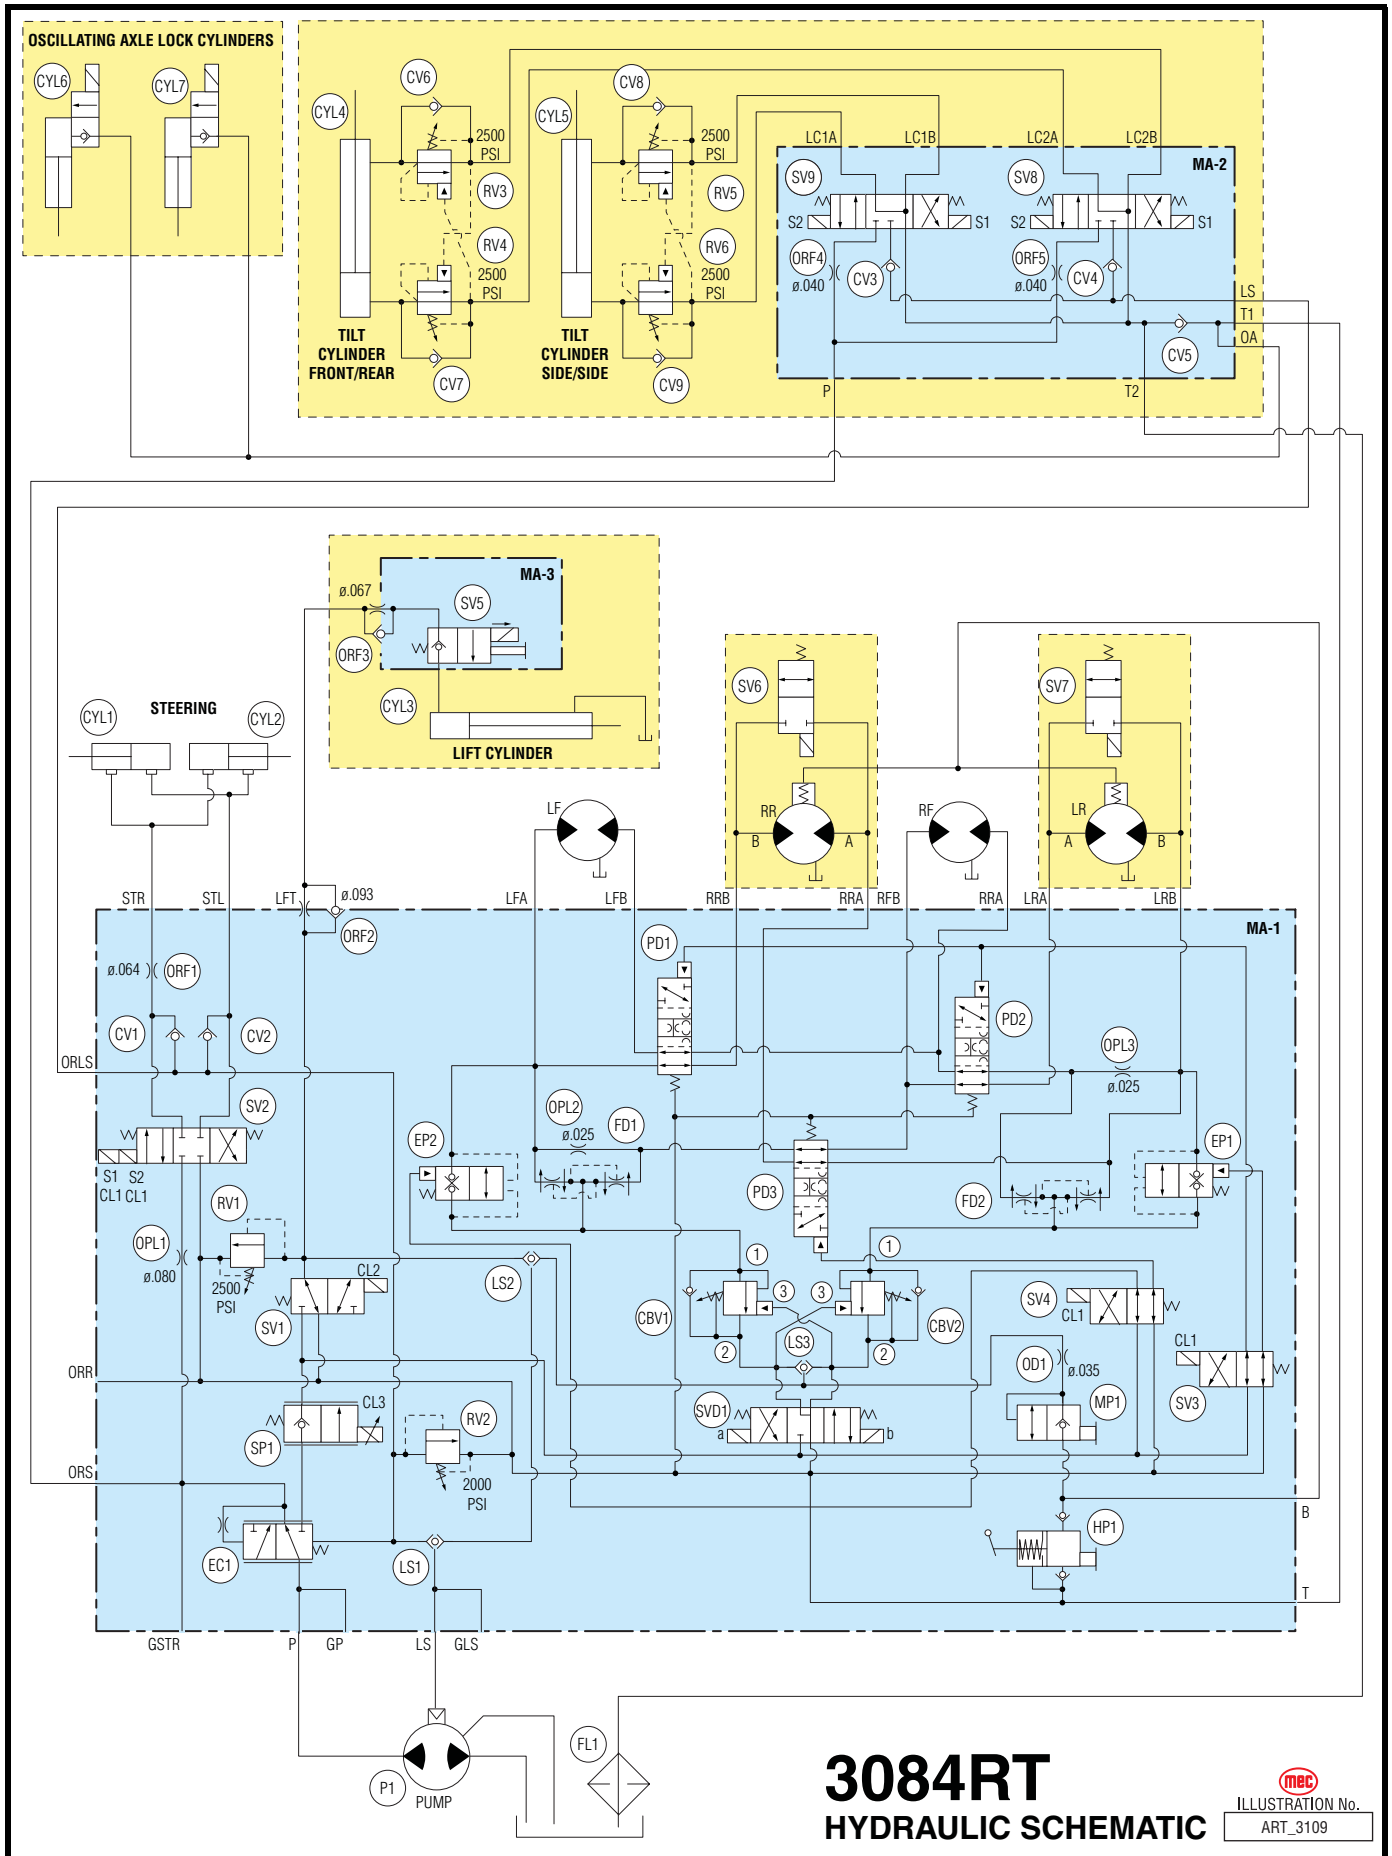 OSCILLATING AXLE LOCK CYLINDERS
CYL6
CYL7
CYL4
CV6
2500
PSI
RV3
RV4
2500
PSI
CV7
TILT
CYLINDER
FRONT/REAR
CYL5
CV8
2500
PSI
RV5
RV6
2500
PSI
CV9
TILT
CYLINDER
SIDE/SIDE
LC1A
LC1B
LC2A
LC2B
MA-2
SV9
SV8
S2
S1
S2
S1
ORF4
ø.040
CV3
ORF5
ø.040
CV4
LS
T1
OA
CV5
P
T2
MA-3
ø.067
SV5
ORF3
CYL3
LIFT CYLINDER
STEERING
CYL1
CYL2
SV6
SV7
LF
RR
B
A
RF
LR
A
B
STR
STL
LFT
ø.093
ORF2
LFA
LFB
RRB
RRA
RFB
RRA
LRA
LRB
MA-1
ø.064
ORF1
PD1
PD2
CV1
CV2
OPL3
ø.025
ORLS
SV2
OPL2
ø.025
FD1
EP2
EP1
S1
S2
CL1
CL1
RV1
PD3
FD2
OPL1
ø.080
2500
PSI
CL2
SV1
LS2
1
1
3
3
CBV1
CBV2
LS3
2
2
SV4
CL1
CL1
SV3
ORR
CL3
SP1
RV2
2000
PSI
SVD1
a
b
OD1
ø.035
MP1
ORS
B
EC1
LS1
HP1
T
GSTR
P
GP
LS
GLS
P1
PUMP
FL1
3084RT
HYDRAULIC SCHEMATIC
mec
ILLUSTRATION No.
ART_3109